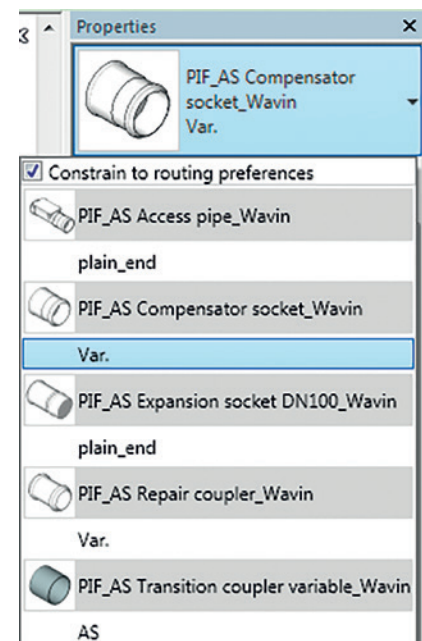 Properties
PIF_AS Compensator
socket_Wavin
Var.
Constrain to routing preferences
PIF_AS Access pipe_Wavin
plain_end
PIF_AS Compensator socket_Wavin
Var.
PIF_AS Expansion socket DN100_Wavin
plain_end
PIF_AS Repair coupler_Wavin
Var.
PIF_AS Transition coupler variable_Wavin
AS